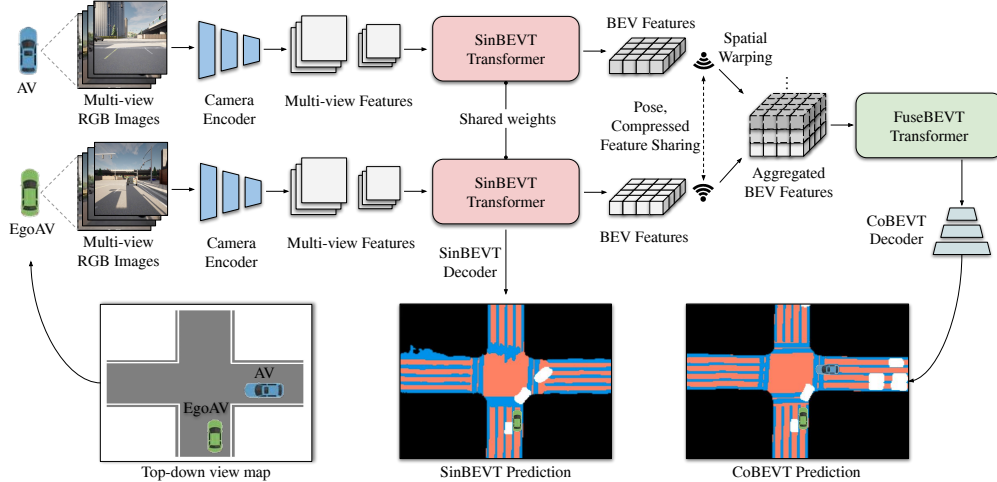 AV
Multi-view
RGB Images
Camera
Encoder
Multi-view Features
SinBEVT
Transformer
BEV Features
Spatial
Warping
Shared weights
Pose,
Compressed
Feature Sharing
Aggregated
BEV Features
FuseBEVT
Transformer
EgoAV
Multi-view
RGB Images
Camera
Encoder
Multi-view Features
SinBEVT
Transformer
BEV Features
SinBEVT
Decoder
CoBEVT
Decoder
AV
EgoAV
Top-down view map
SinBEVT Prediction
CoBEVT Prediction